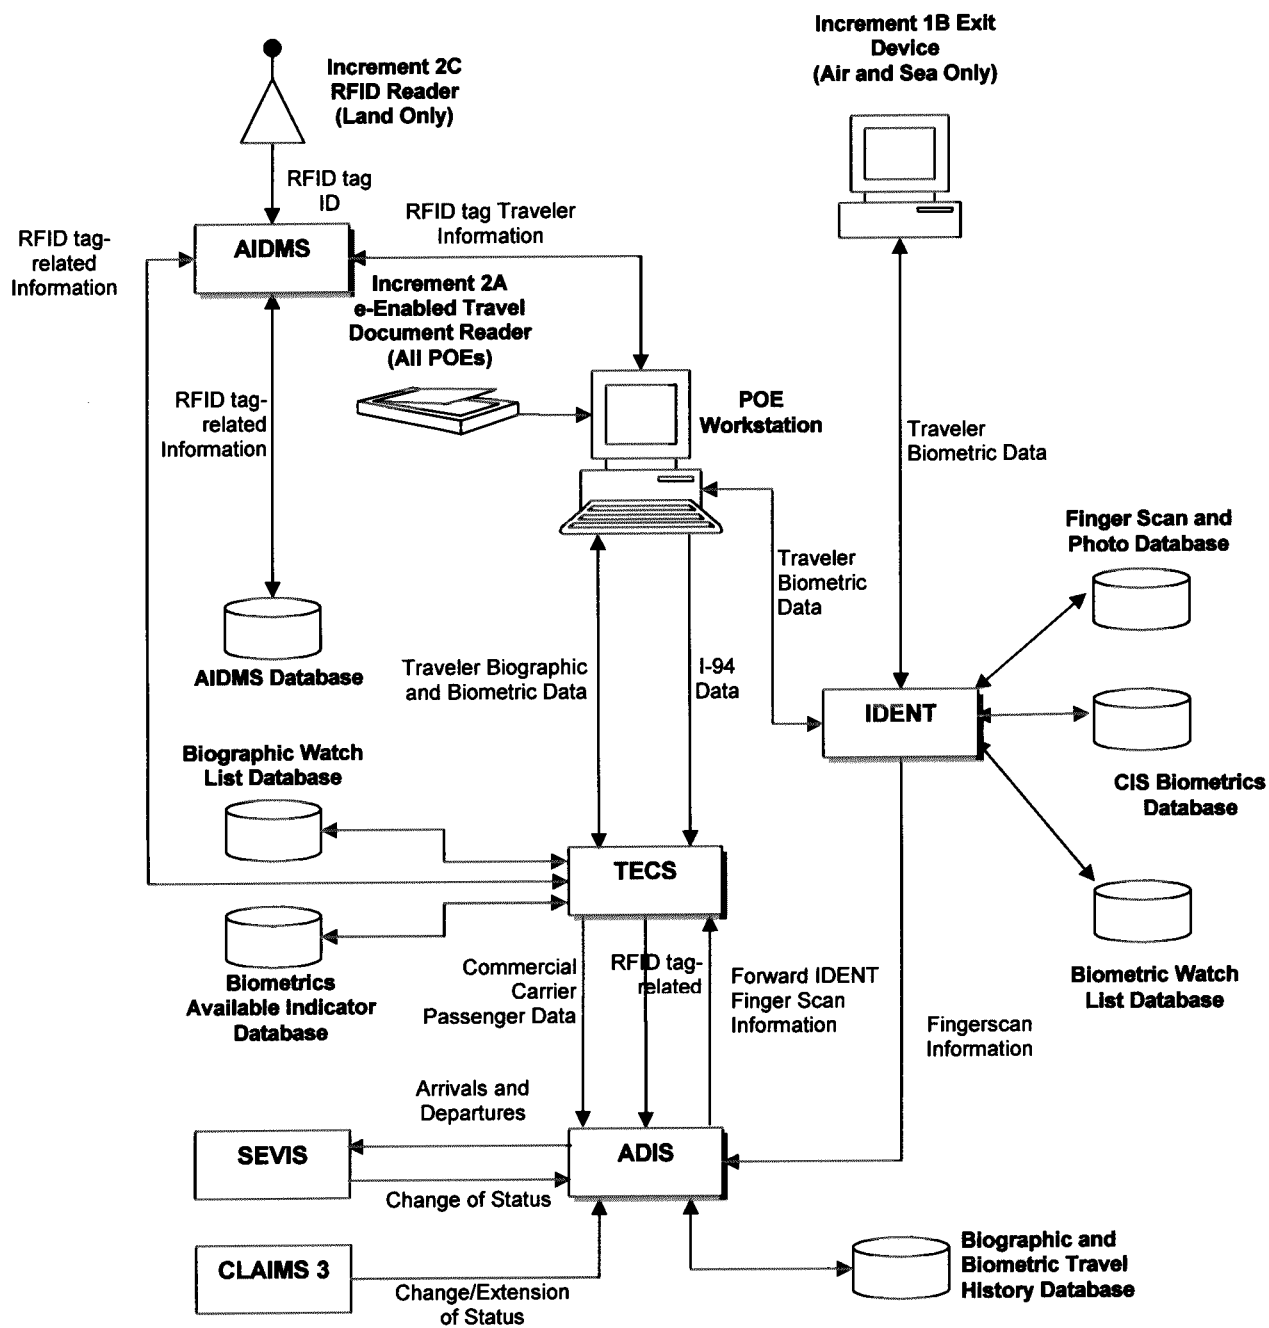 Increment 1B Exit
Device
(Air and Sea Only)
Increment 2C
RFID Reader
(Land Only)
RFID tag
ID
RFID tag Traveler
Information
RFID tag-
related
Information
AIDMS
Increment 2A
e-Enabled Travel
Document Reader
(All POEs)
RFID tag-
related
Information
POE
Workstation
Traveler
Biometric Data
Finger Scan and
Photo Database
Traveler
Biometric
Data
AIDMS Database
Traveler Biographic
and Biometric Data
I-94
Data
IDENT
Biographic Watch
List Database
CIS Biometrics
Database
TECS
Biometrics
Available Indicator
Database
Commercial
Carrier
Passenger Data
RFID tag-
related
Forward IDENT
Finger Scan
Information
Biometric Watch
List Database
Fingerscan
Information
Arrivals and
Departures
SEVIS
ADIS
Change of Status
CLAIMS 3
Change/Extension
of Status
Biographic and
Biometric Travel
History Database